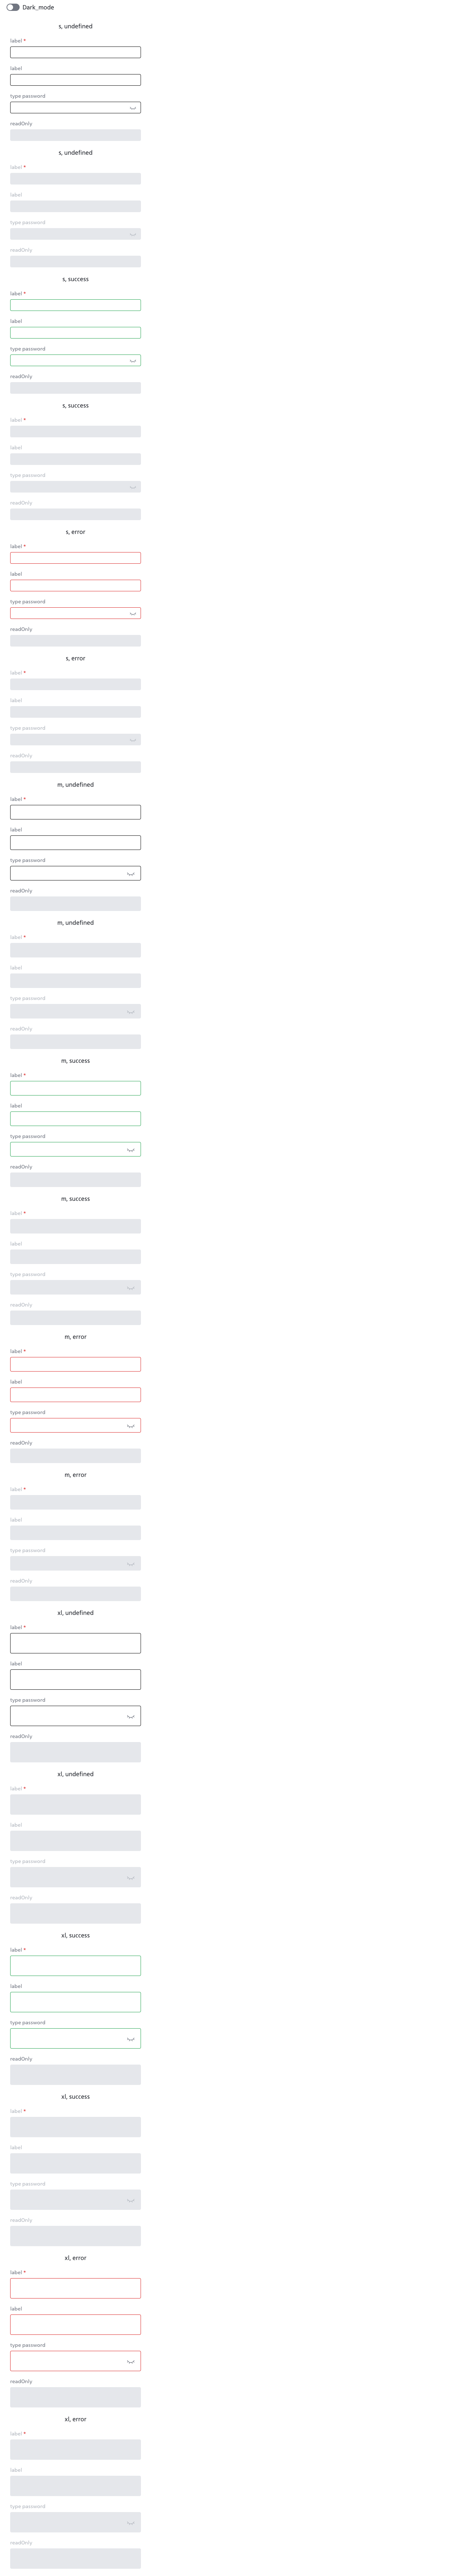 Dark_mode
s, undefined
label *
label
type password
readOnly
s, undefined
label *
label
type password
readOnly
s, success
label *
label
type password
readOnly
s, success
label *
label
type password
readOnly
s, error
label *
label
type password
readOnly
s, error
label *
label
type password
readOnly
m, undefined
label *
label
type password
readOnly
m, undefined
label *
label
type password
readOnly
m, success
label *
label
type password
readOnly
m, success
label *
label
type password
readOnly
m, error
label *
label
type password
readOnly
m, error
label *
label
type password
readOnly
xl, undefined
label *
label
type password
readOnly
xl, undefined
label *
label
type password
readOnly
xl, success
label *
label
type password
readOnly
xl, success
label *
label
type password
readOnly
xl, error
label *
label
type password
readOnly
xl, error
label *
label
type password
readOnly